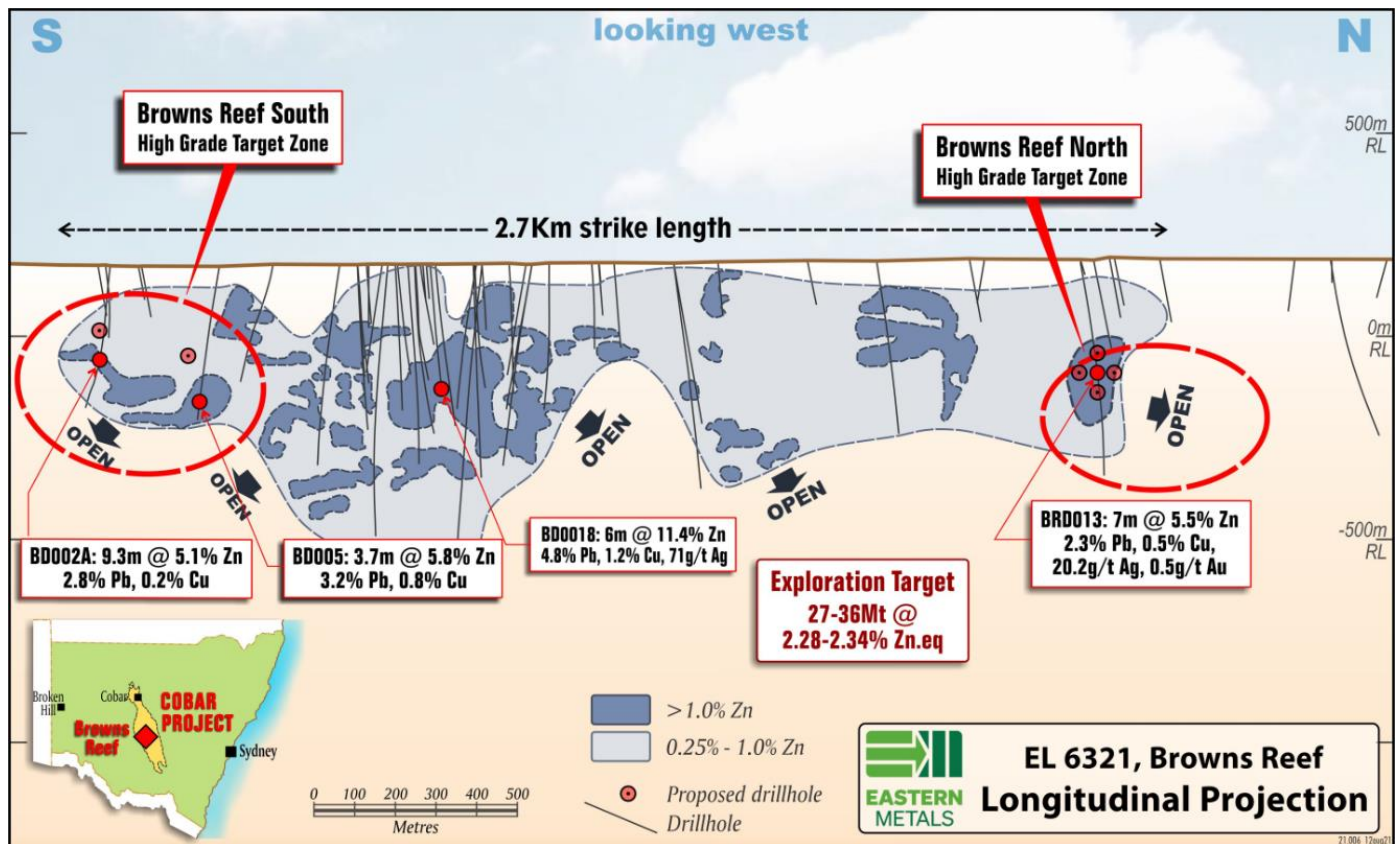 S
looking west
N
Browns Reef South
High Grade Target Zone
Browns Reef North
High Grade Target Zone
500m
RL
2.7Km strike length
0m
RL
OPEN
OPEN
OPEN
OPEN
OPEN
-500m
RL
BD002A: 9.3m @ 5.1% Zn
2.8% Pb, 0.2% Cu
BD005: 3.7m @ 5.8% Zn
3.2% Pb, 0.8% Cu
BD0018: 6m @ 11.4% Zn
4.8% Pb, 1.2% Cu, 71g/t Ag
BRD013: 7m @ 5.5% Zn
2.3% Pb, 0.5% Cu,
20.2g/t Ag, 0.5g/t Au
Exploration Target
27-36Mt @
2.28-2.34% Zn.eq
Broken
Hill
Cobar
COBAR
PROJECT
Browns
Reef
Sydney
0 100 200 300 400 500
Metres
>1.0% Zn
0.25% - 1.0% Zn
Proposed drillhole
Drillhole
EASTERN
METALS
EL 6321, Browns Reef
Longitudinal Projection
21.006_12aug21